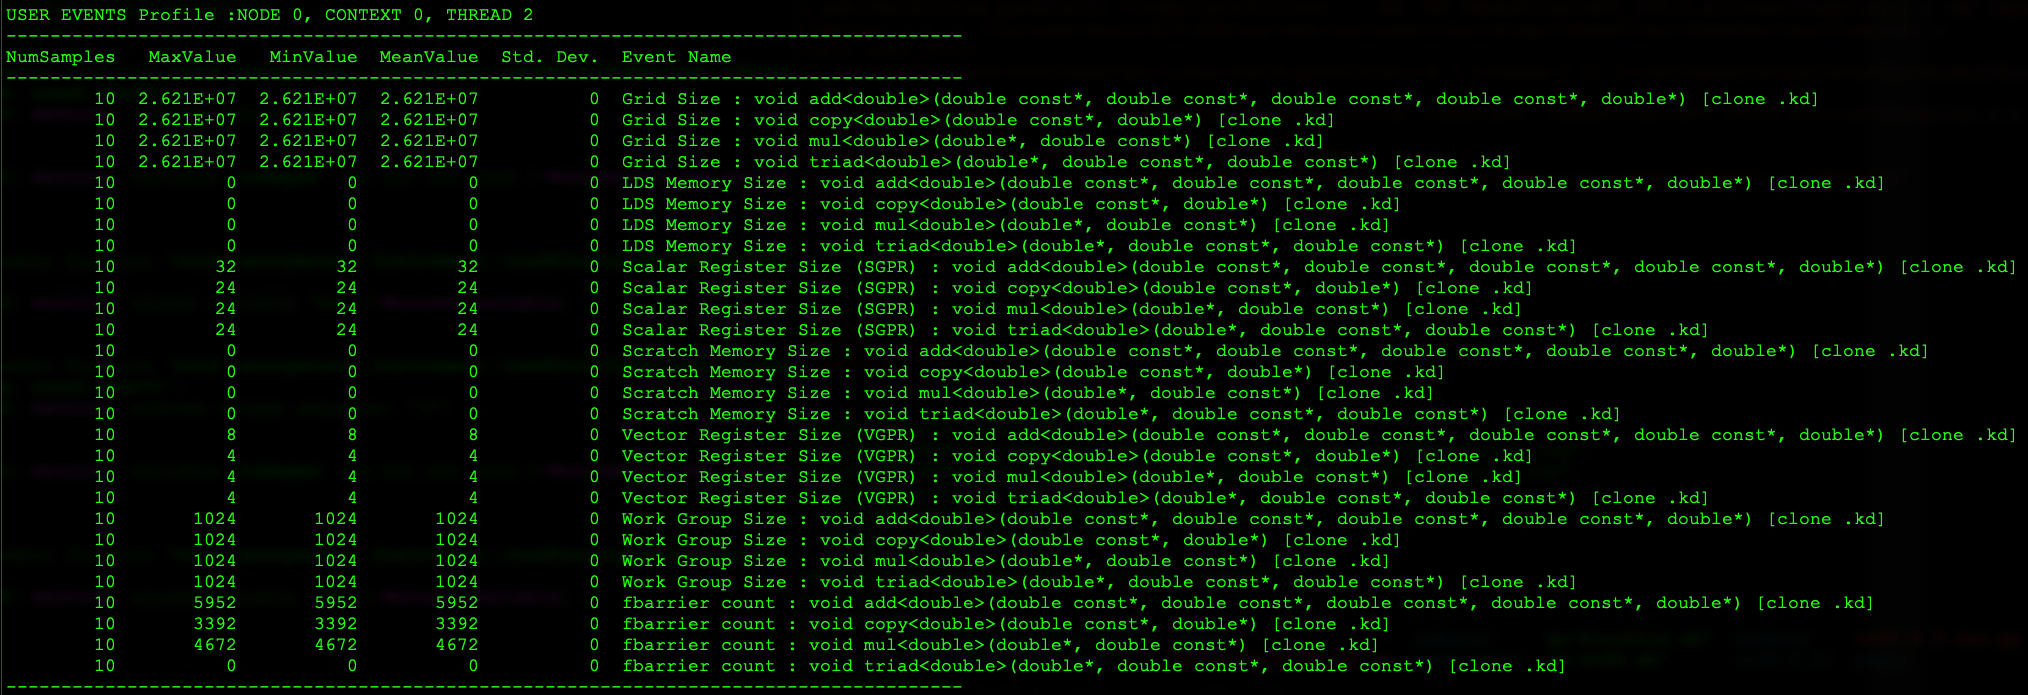 USER EVENTS Profile :NODE 0, CONTEXT 0, THREAD 2
---------------------------------------------------------------------------------------
NumSamples   MaxValue   MinValue  MeanValue  Std. Dev.  Event Name
---------------------------------------------------------------------------------------
        10  2.621E+07  2.621E+07  2.621E+07          0  Grid Size : void add<double>(double const*, double const*, double const*, double const*, double*) [clone .kd]
        10  2.621E+07  2.621E+07  2.621E+07          0  Grid Size : void copy<double>(double const*, double*) [clone .kd]
        10  2.621E+07  2.621E+07  2.621E+07          0  Grid Size : void mul<double>(double*, double const*) [clone .kd]
        10  2.621E+07  2.621E+07  2.621E+07          0  Grid Size : void triad<double>(double*, double const*, double const*) [clone .kd]
        10          0          0          0          0  LDS Memory Size : void add<double>(double const*, double const*, double const*, double const*, double*) [clone .kd]
        10          0          0          0          0  LDS Memory Size : void copy<double>(double const*, double*) [clone .kd]
        10          0          0          0          0  LDS Memory Size : void mul<double>(double*, double const*) [clone .kd]
        10          0          0          0          0  LDS Memory Size : void triad<double>(double*, double const*, double const*) [clone .kd]
        10         32         32         32          0  Scalar Register Size (SGPR) : void add<double>(double const*, double const*, double const*, double const*, double*) [clone .kd]
        10         24         24         24          0  Scalar Register Size (SGPR) : void copy<double>(double const*, double*) [clone .kd]
        10         24         24         24          0  Scalar Register Size (SGPR) : void mul<double>(double*, double const*) [clone .kd]
        10         24         24         24          0  Scalar Register Size (SGPR) : void triad<double>(double*, double const*, double const*) [clone .kd]
        10          0          0          0          0  Scratch Memory Size : void add<double>(double const*, double const*, double const*, double const*, double*) [clone .kd]
        10          0          0          0          0  Scratch Memory Size : void copy<double>(double const*, double*) [clone .kd]
        10          0          0          0          0  Scratch Memory Size : void mul<double>(double*, double const*) [clone .kd]
        10          0          0          0          0  Scratch Memory Size : void triad<double>(double*, double const*, double const*) [clone .kd]
        10          8          8          8          0  Vector Register Size (VGPR) : void add<double>(double const*, double const*, double const*, double const*, double*) [clone .kd]
        10          4          4          4          0  Vector Register Size (VGPR) : void copy<double>(double const*, double*) [clone .kd]
        10          4          4          4          0  Vector Register Size (VGPR) : void mul<double>(double*, double const*) [clone .kd]
        10          4          4          4          0  Vector Register Size (VGPR) : void triad<double>(double*, double const*, double const*) [clone .kd]
        10       1024       1024       1024          0  Work Group Size : void add<double>(double const*, double const*, double const*, double const*, double*) [clone .kd]
        10       1024       1024       1024          0  Work Group Size : void copy<double>(double const*, double*) [clone .kd]
        10       1024       1024       1024          0  Work Group Size : void mul<double>(double*, double const*) [clone .kd]
        10       1024       1024       1024          0  Work Group Size : void triad<double>(double*, double const*, double const*) [clone .kd]
        10       5952       5952       5952          0  fbarrier count : void add<double>(double const*, double const*, double const*, double const*, double*) [clone .kd]
        10       3392       3392       3392          0  fbarrier count : void copy<double>(double const*, double*) [clone .kd]
        10       4672       4672       4672          0  fbarrier count : void mul<double>(double*, double const*) [clone .kd]
        10          0          0          0          0  fbarrier count : void triad<double>(double*, double const*, double const*) [clone .kd]
---------------------------------------------------------------------------------------